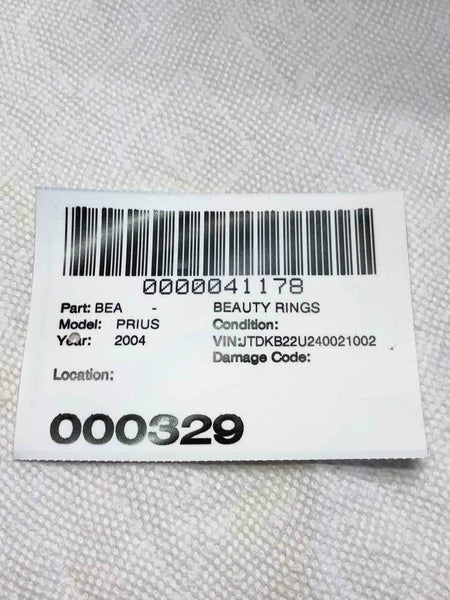 0000041178
Part: BEA - BEAUTY RINGS
Model: PRIUS Condition:
Year: 2004 VIN:JTDKB22U240021002
Damage Code:
Location:
000329